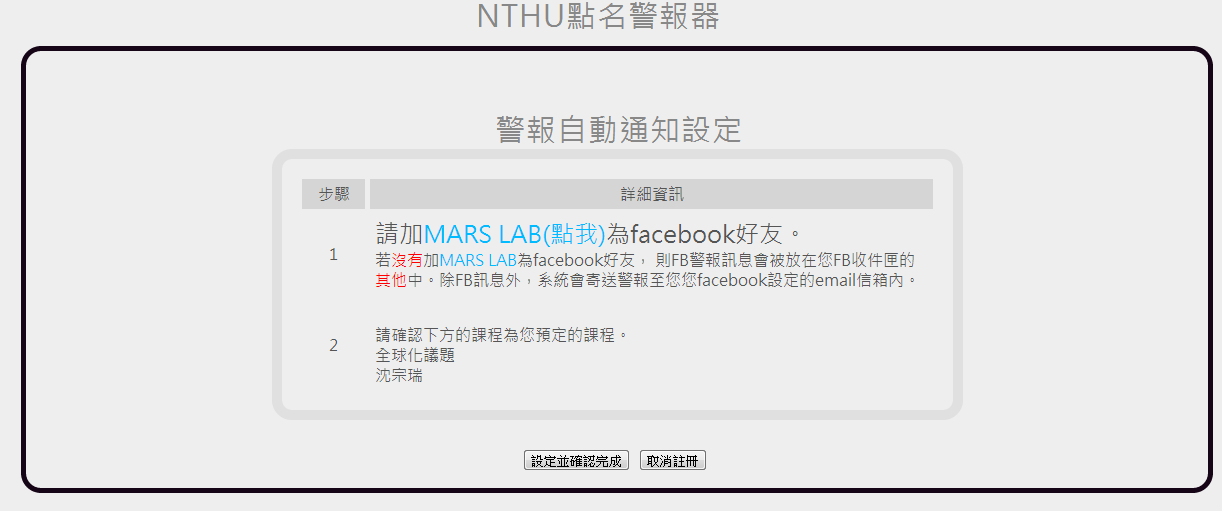 NTHU點名警報器
警報自動通知設定
步驟 詳細資訊
請加MARS LAB(點我)為facebook好友。
1 若沒有加MARS LAB為facebook好友， 則FB警報訊息會被放在您FB收件匣的
其他中。除FB訊息外，系統會寄送警報至您您facebook設定的email信箱內。
請確認下方的課程為您預定的課程。
2 全球化議題
沈宗瑞
設定並確認完成 取消註冊